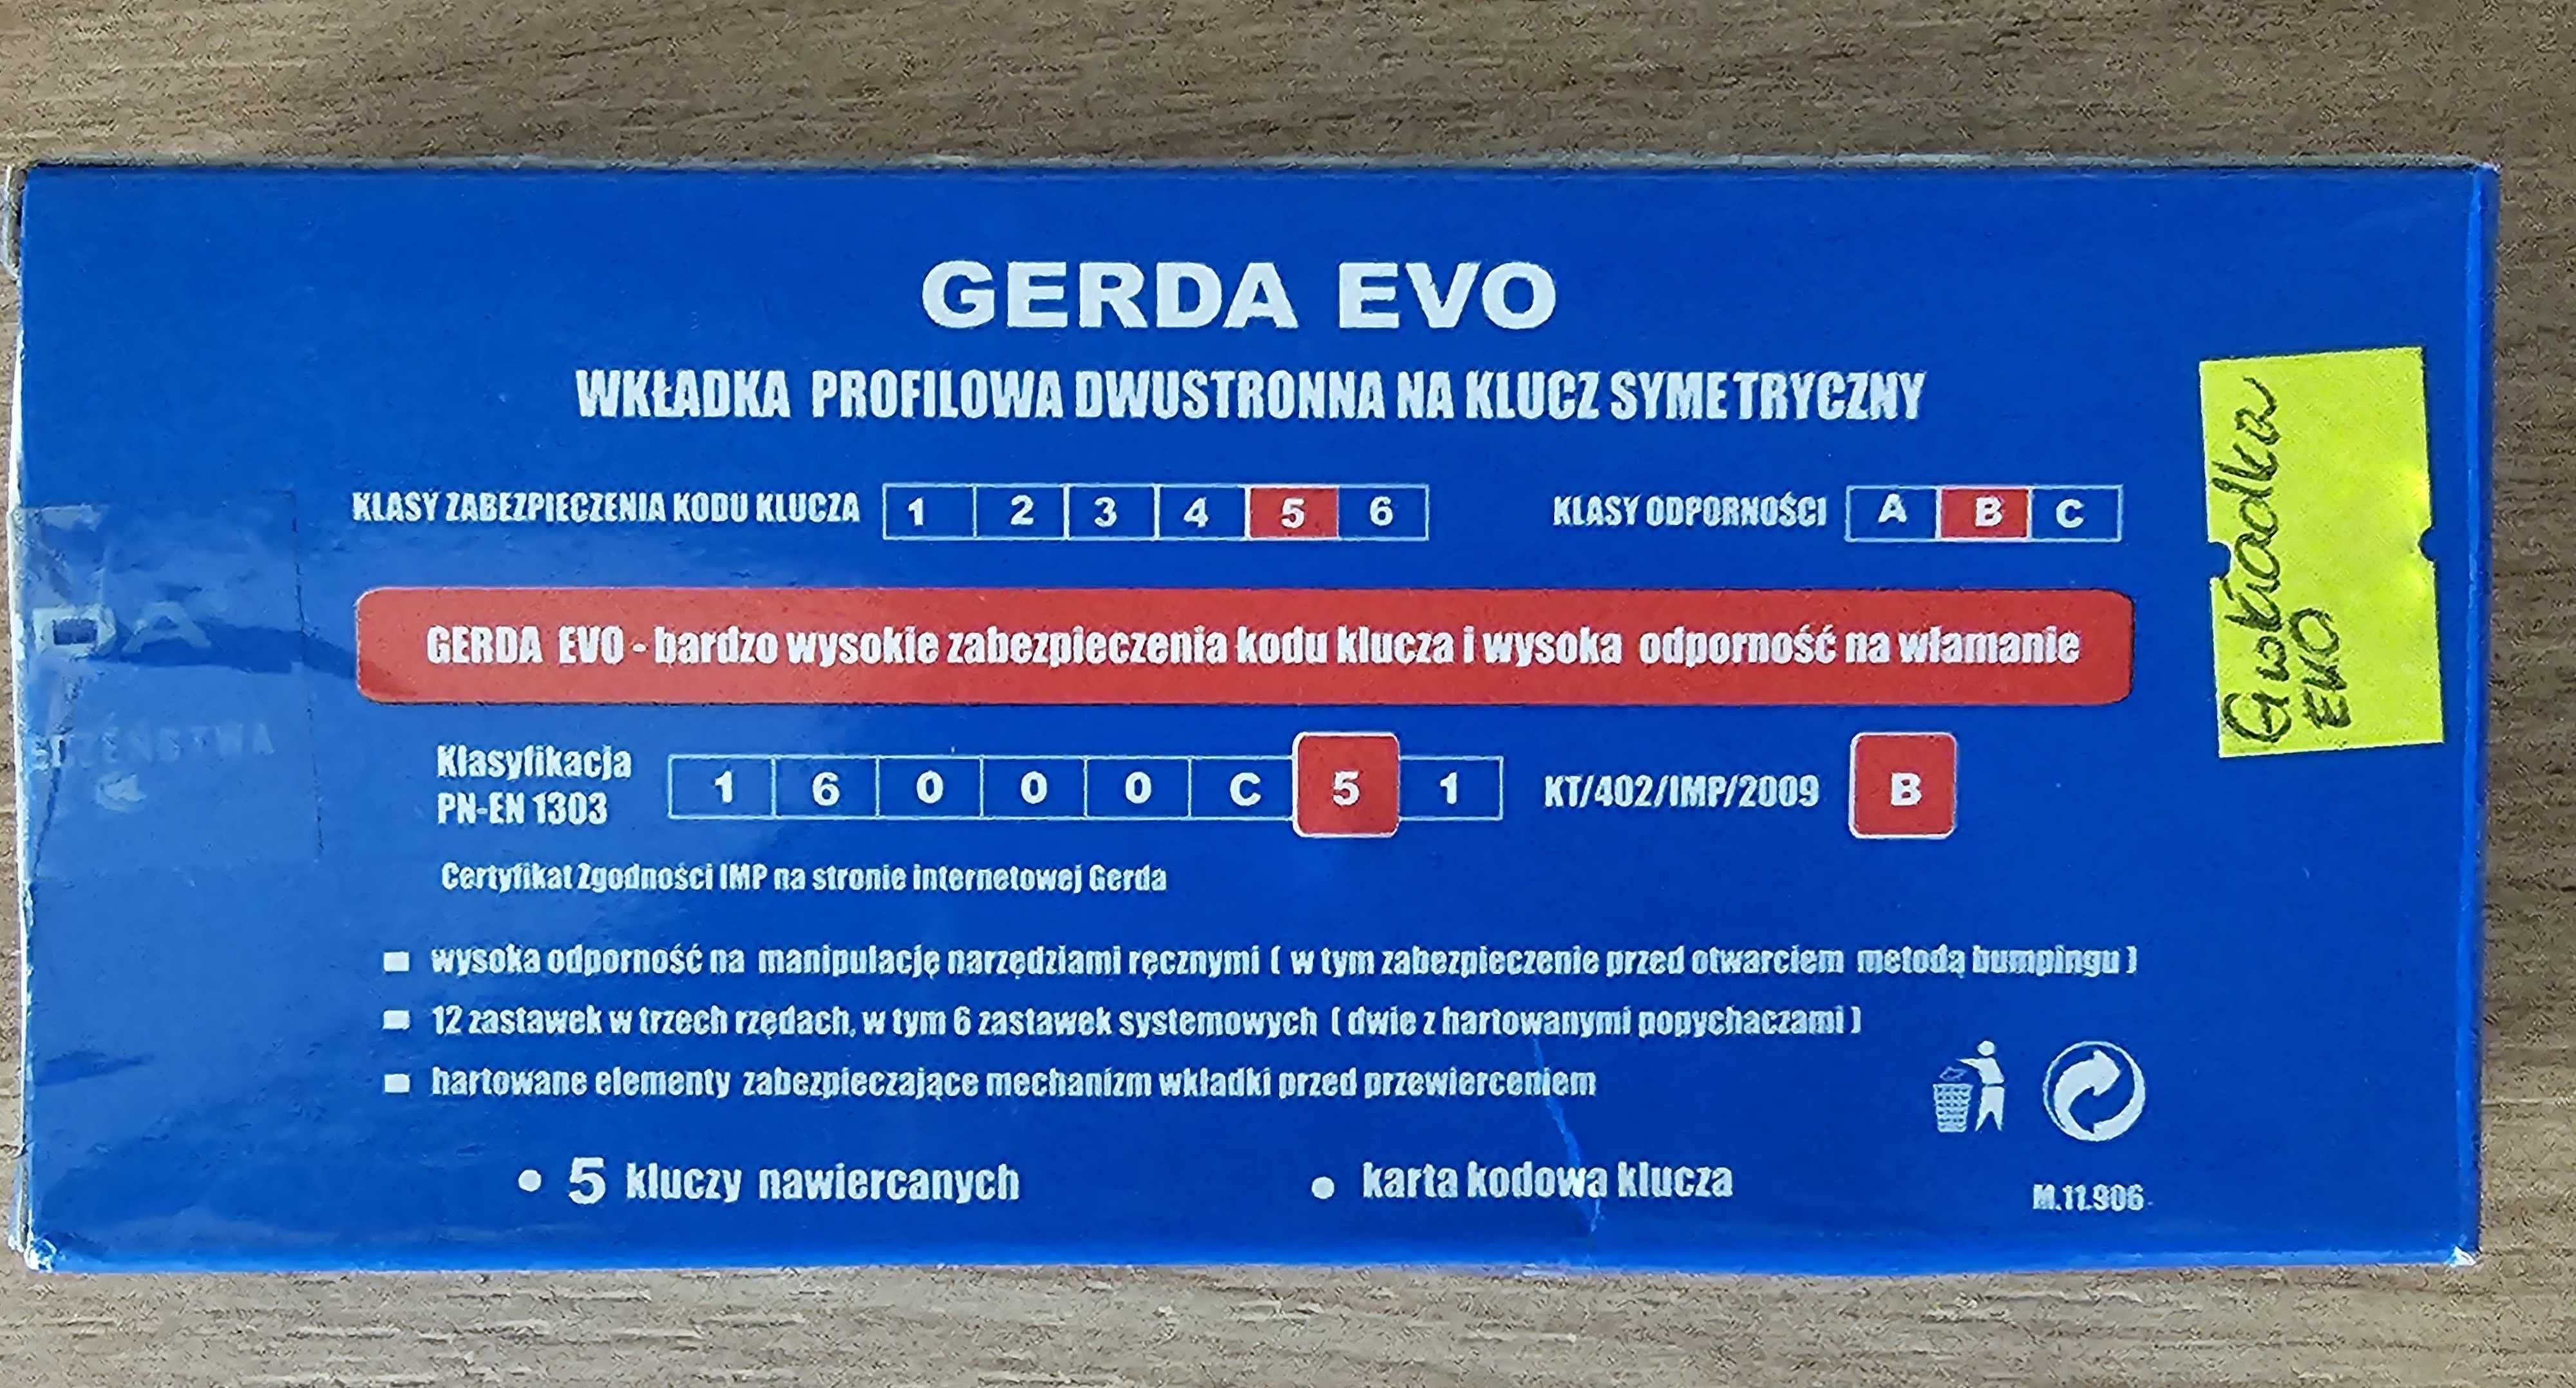 GERDA EVO
WKŁADKA PROFILOWA DWUSTRONNA NA KLUCZ SYMETRYCZNY
KLASY ZABEZPIECZENIA KODU KLUCZA 1 2 3 4 5 6 KLASY ODPORNOŚCI A B C
GERDA EVO - bardzo wysokie zabezpieczenia kodu klucza i wysoka odporność na włamanie
Klasyfikacja
PN-EN 1303
1 6 0 0 0 C 5 1 KT/402/IMP/2009 B
Certyfikat Zgodności IMP na stronie internetowej Gerda
wysoka odporność na manipulację narzędziami ręcznymi ( w tym zabezpieczenie przed otwarciem metodą bumpingu )
12 zastawek w trzech rzędach, w tym 6 zastawek systemowych ( dwie z hartowanymi popychaczami )
hartowane elementy zabezpieczające mechanizm wkładki przed przewierceniem
• 5 kluczy nawiercanych
• karta kodowa klucza
M.11.906
wkładka
EVO
DA